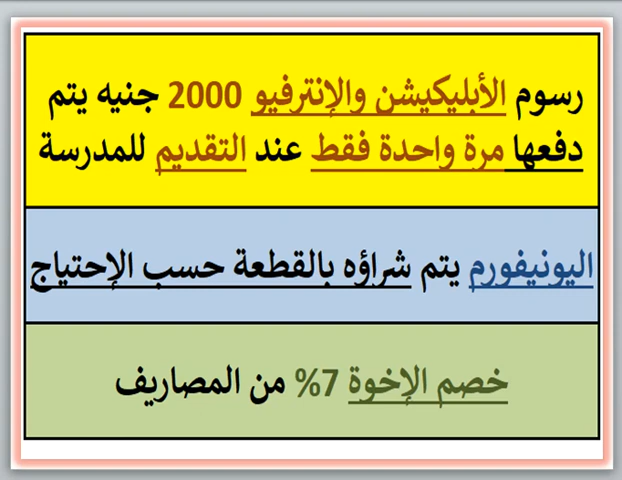 رسوم الأبليكيشن والإنترفيو 2000 جنيه يتم
دفعها مرة واحدة فقط عند التقديم للمدرسة
اليونيفورم يتم شراؤه بالقطعة حسب الإحتياج
خصم الإخوة 7% من المصاريف